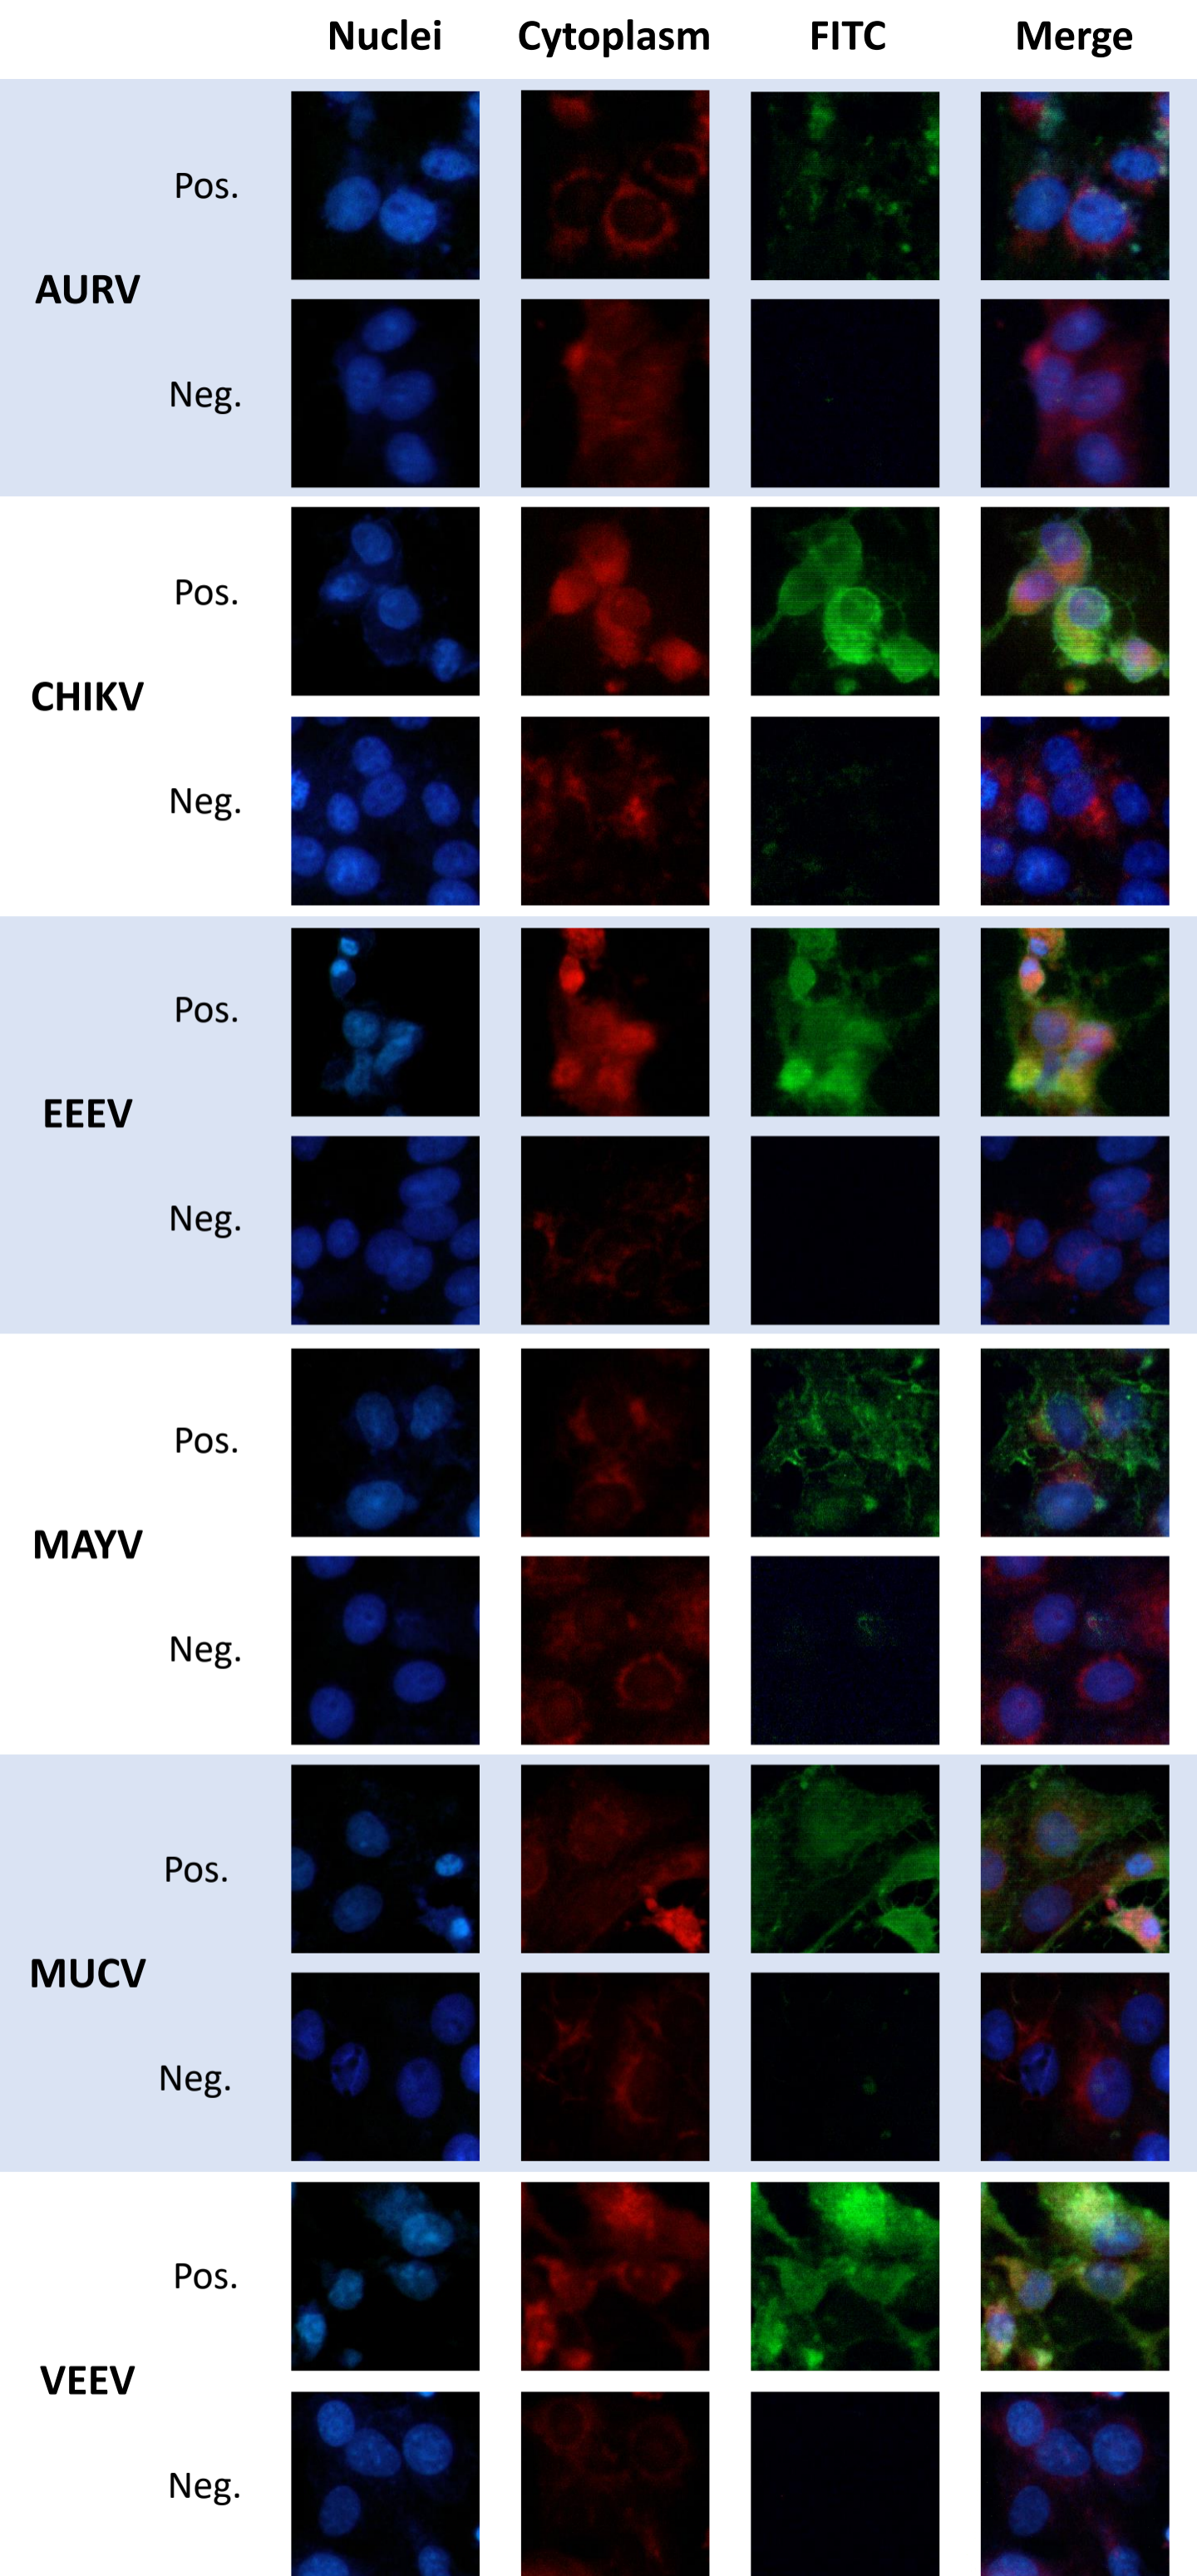 Nuclei Cytoplasm FITC Merge
Pos.
AURV
Neg.
Pos.
CHIKV
Neg.
Pos.
EEEV
Neg.
Pos.
MAYV
Neg.
Pos.
MUCV
Neg.
Pos.
VEEV
Neg.